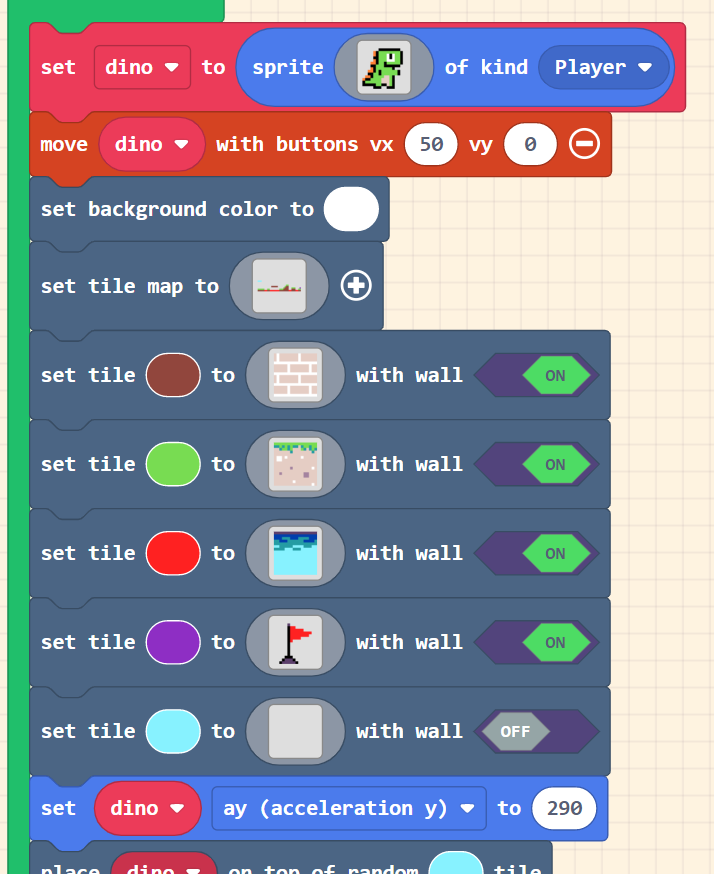 set dino to sprite of kind Player
move dino with buttons vx 50 vy 0
set background color to
set tile map to
set tile to with wall ON
set tile to with wall ON
set tile to with wall ON
set tile to with wall ON
set tile to with wall OFF
set dino ay (acceleration y) to 290
place dino on top of random tile